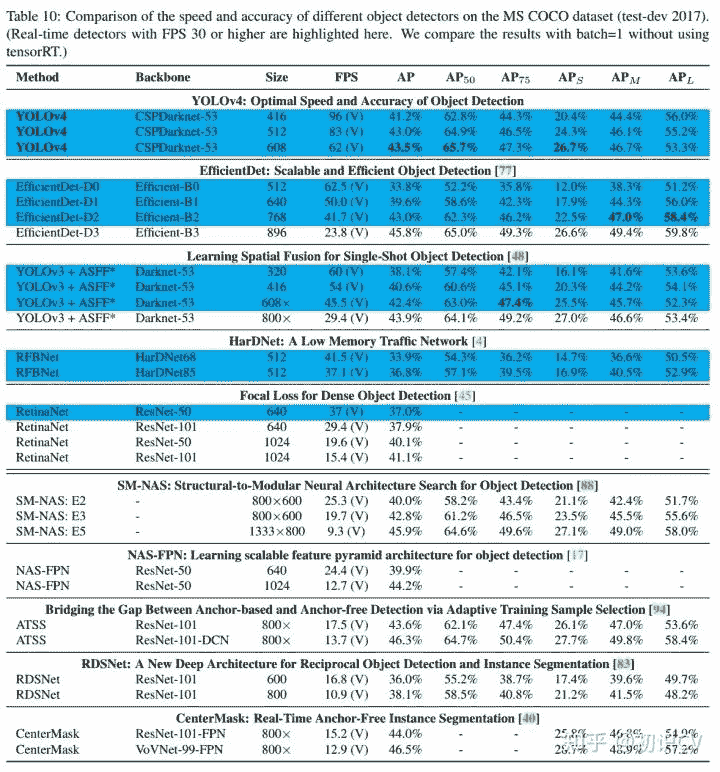 Table 10: Comparison of the speed and accuracy of different object detectors on the MS COCO dataset (test-dev 2017).
(Real-time detectors with FPS 30 or higher are highlighted here. We compare the results with batch=1 without using
tensorRT.)
Method Backbone Size FPS AP AP50 AP75 APS APM APL
YOLOv4: Optimal Speed and Accuracy of Object Detection
YOLOv4 CSPDarknet-53 416 96 (V) 41.2% 62.8% 44.3% 20.4% 44.4% 56.0%
YOLOv4 CSPDarknet-53 512 83 (V) 43.0% 64.9% 46.5% 24.3% 46.1% 55.2%
YOLOv4 CSPDarknet-53 608 62 (V) 43.5% 65.7% 47.3% 26.7% 46.7% 53.3%
EfficientDet: Scalable and Efficient Object Detection [77]
EfficientDet-D0 Efficient-B0 512 62.5 (V) 33.8% 52.2% 35.8% 12.0% 38.3% 51.2%
EfficientDet-D1 Efficient-B1 640 50.0 (V) 39.6% 58.6% 42.3% 17.9% 44.3% 56.0%
EfficientDet-D2 Efficient-B2 768 41.7 (V) 43.0% 62.3% 46.2% 22.5% 47.0% 58.4%
EfficientDet-D3 Efficient-B3 896 23.8 (V) 45.8% 65.0% 49.3% 26.6% 49.4% 59.8%
Learning Spatial Fusion for Single-Shot Object Detection [48]
YOLOv3 + ASFF* Darknet-53 320 60 (V) 38.1% 57.4% 42.1% 16.1% 41.6% 53.6%
YOLOv3 + ASFF* Darknet-53 416 54 (V) 40.6% 60.6% 45.1% 20.3% 44.2% 54.1%
YOLOv3 + ASFF* Darknet-53 608× 45.5 (V) 42.4% 63.0% 47.4% 25.5% 45.7% 52.3%
YOLOv3 + ASFF* Darknet-53 800× 29.4 (V) 43.9% 64.1% 49.2% 27.0% 46.6% 53.4%
HarDNet: A Low Memory Traffic Network [4]
RFBNet HarDNet68 512 41.5 (V) 33.9% 54.3% 36.2% 14.7% 36.6% 50.5%
RFBNet HarDNet85 512 37.1 (V) 36.8% 57.1% 39.5% 16.9% 40.5% 52.9%
Focal Loss for Dense Object Detection [45]
RetinaNet ResNet-50 640 37 (V) 37.0% - - - - -
RetinaNet ResNet-101 640 29.4 (V) 37.9% - - - - -
RetinaNet ResNet-50 1024 19.6 (V) 40.1% - - - - -
RetinaNet ResNet-101 1024 15.4 (V) 41.1% - - - - -
SM-NAS: Structural-to-Modular Neural Architecture Search for Object Detection [88]
SM-NAS: E2 - 800×600 25.3 (V) 40.0% 58.2% 43.4% 21.1% 42.4% 51.7%
SM-NAS: E3 - 800×600 19.7 (V) 42.8% 61.2% 46.5% 23.5% 45.5% 55.6%
SM-NAS: E5 - 1333×800 9.3 (V) 45.9% 64.6% 49.6% 27.1% 49.0% 58.0%
NAS-FPN: Learning scalable feature pyramid architecture for object detection [17]
NAS-FPN ResNet-50 640 24.4 (V) 39.9% - - - - -
NAS-FPN ResNet-50 1024 12.7 (V) 44.2% - - - - -
Bridging the Gap Between Anchor-based and Anchor-free Detection via Adaptive Training Sample Selection [94]
ATSS ResNet-101 800× 17.5 (V) 43.6% 62.1% 47.4% 26.1% 47.0% 53.6%
ATSS ResNet-101-DCN 800× 13.7 (V) 46.3% 64.7% 50.4% 27.7% 49.8% 58.4%
RDSNet: A New Deep Architecture for Reciprocal Object Detection and Instance Segmentation [83]
RDSNet ResNet-101 600 16.8 (V) 36.0% 55.2% 38.7% 17.4% 39.6% 49.7%
RDSNet ResNet-101 800 10.9 (V) 38.1% 58.5% 40.8% 21.2% 41.5% 48.2%
CenterMask: Real-Time Anchor-Free Instance Segmentation [40]
CenterMask ResNet-101-FPN 800× 15.2 (V) 44.0% - - 25.8% 46.8% 54.9%
CenterMask VoVNet-99-FPN 800× 12.9 (V) 46.5% - - 28.7% 48.9% 57.2%